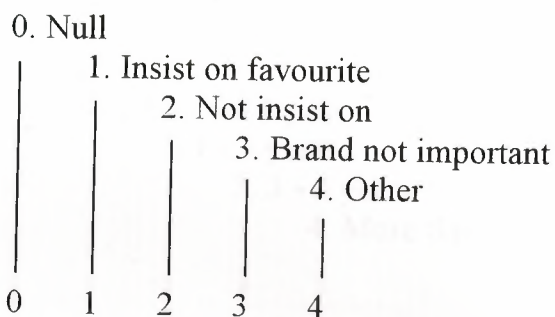 0. Null
1. Insist on favourite
2. Not insist on
3. Brand not important
4. Other
0 1 2 3 4